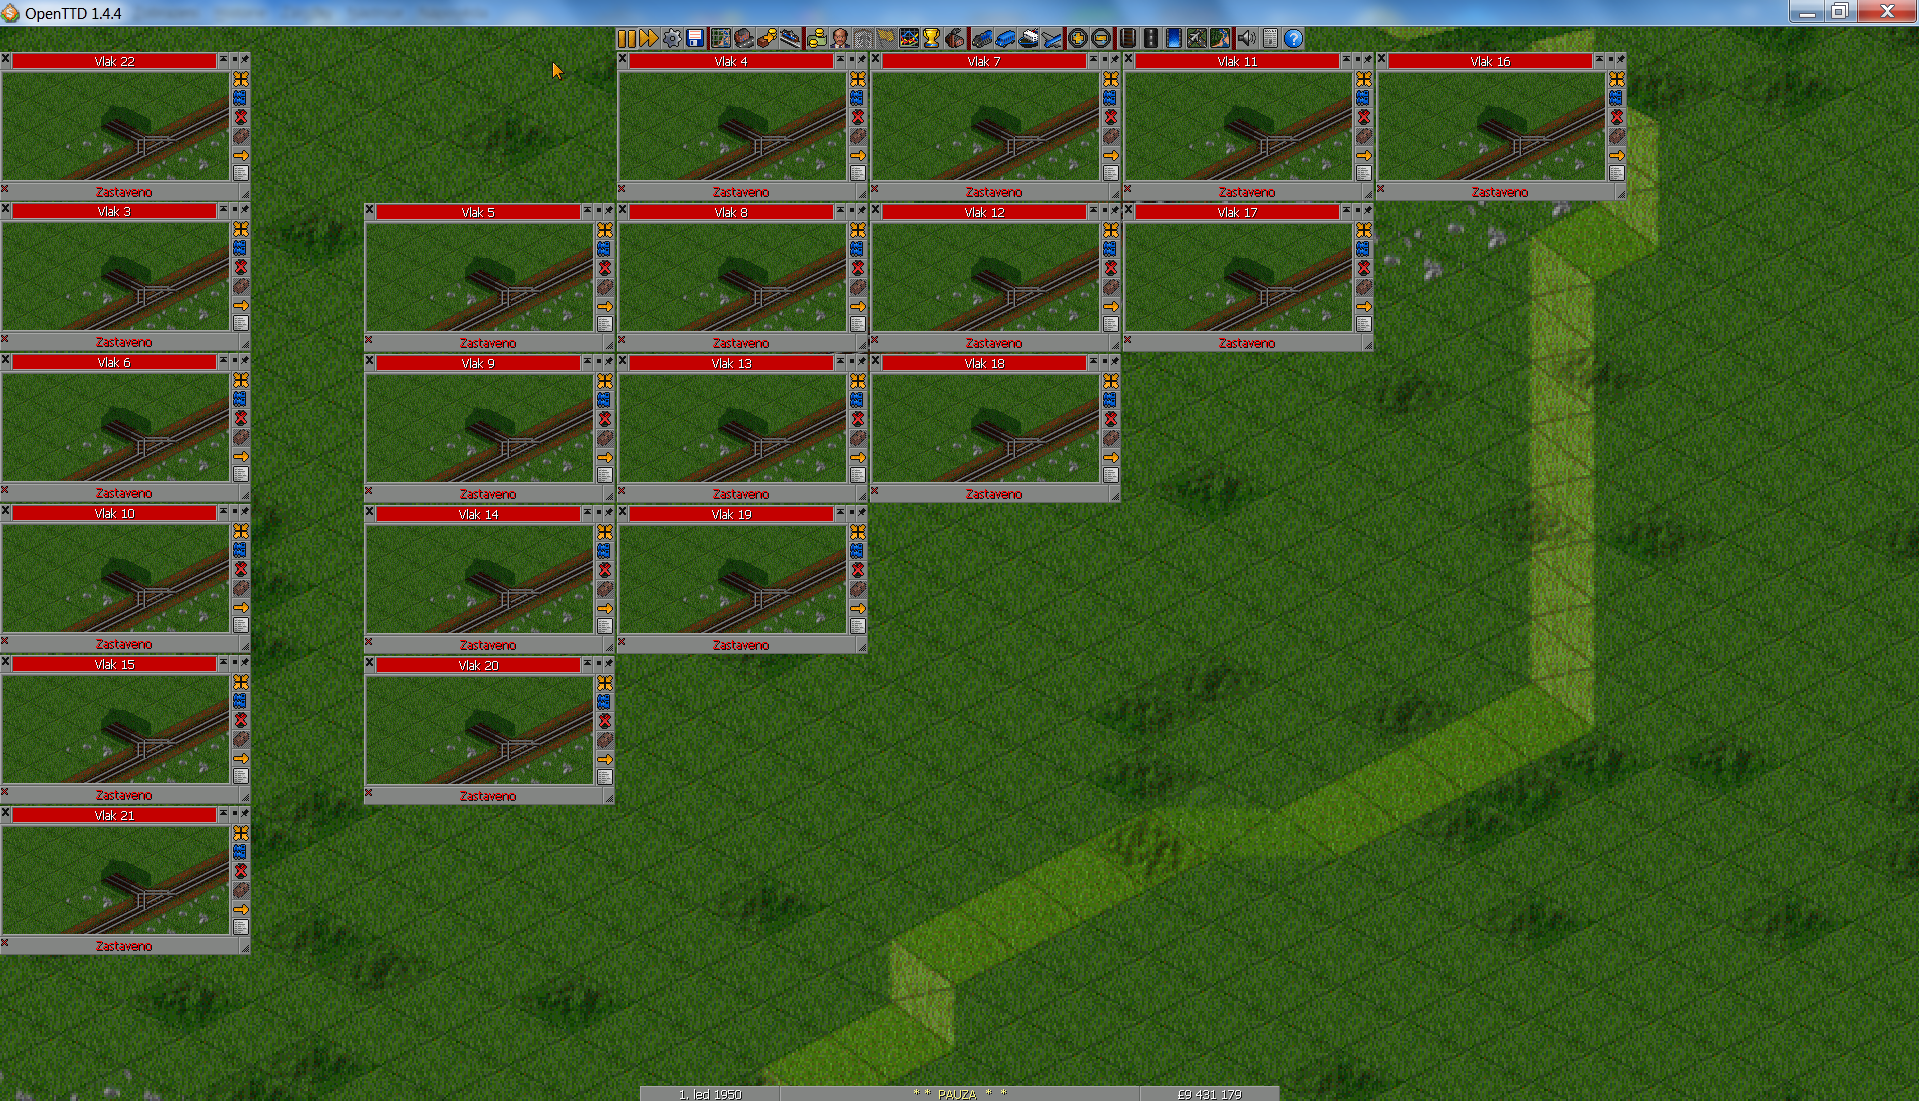 OpenTTD 1.4.4
Vlak 22
Zastaveno
Vlak 4
Zastaveno
Vlak 7
Zastaveno
Vlak 11
Zastaveno
Vlak 16
Zastaveno
Vlak 3
Zastaveno
Vlak 5
Zastaveno
Vlak 8
Zastaveno
Vlak 12
Zastaveno
Vlak 17
Zastaveno
Vlak 6
Zastaveno
Vlak 9
Zastaveno
Vlak 13
Zastaveno
Vlak 18
Zastaveno
Vlak 10
Zastaveno
Vlak 14
Zastaveno
Vlak 19
Zastaveno
Vlak 15
Zastaveno
Vlak 20
Zastaveno
Vlak 21
Zastaveno
1. led 1950
* * PAUZA * *
£9 431 179